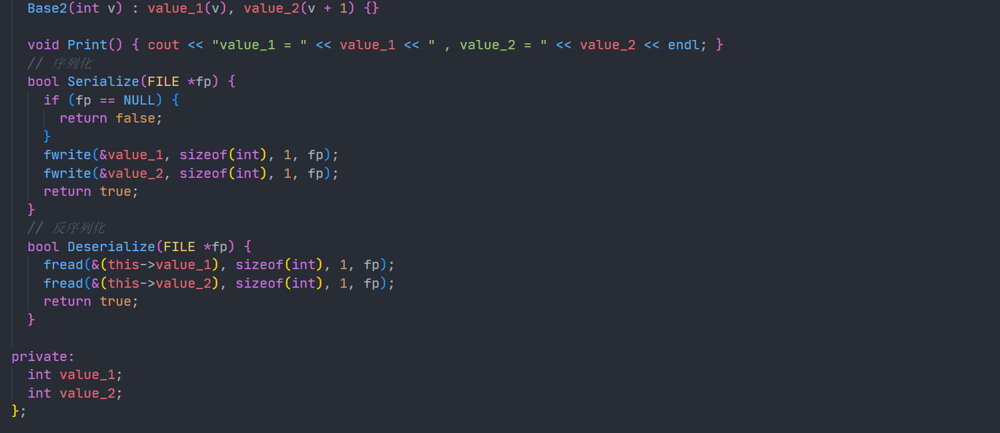 Base2(int v) : value_1(v), value_2(v + 1) {}
void Print() { cout << "value_1 = " << value_1 << " , value_2 = " << value_2 << endl; }
// 序列化
bool Serialize(FILE *fp) {
if (fp == NULL) {
return false;
}
fwrite(&value_1, sizeof(int), 1, fp);
fwrite(&value_2, sizeof(int), 1, fp);
return true;
}
// 反序列化
bool Deserialize(FILE *fp) {
fread(&(this->value_1), sizeof(int), 1, fp);
fread(&(this->value_2), sizeof(int), 1, fp);
return true;
}
private:
int value_1;
int value_2;
};